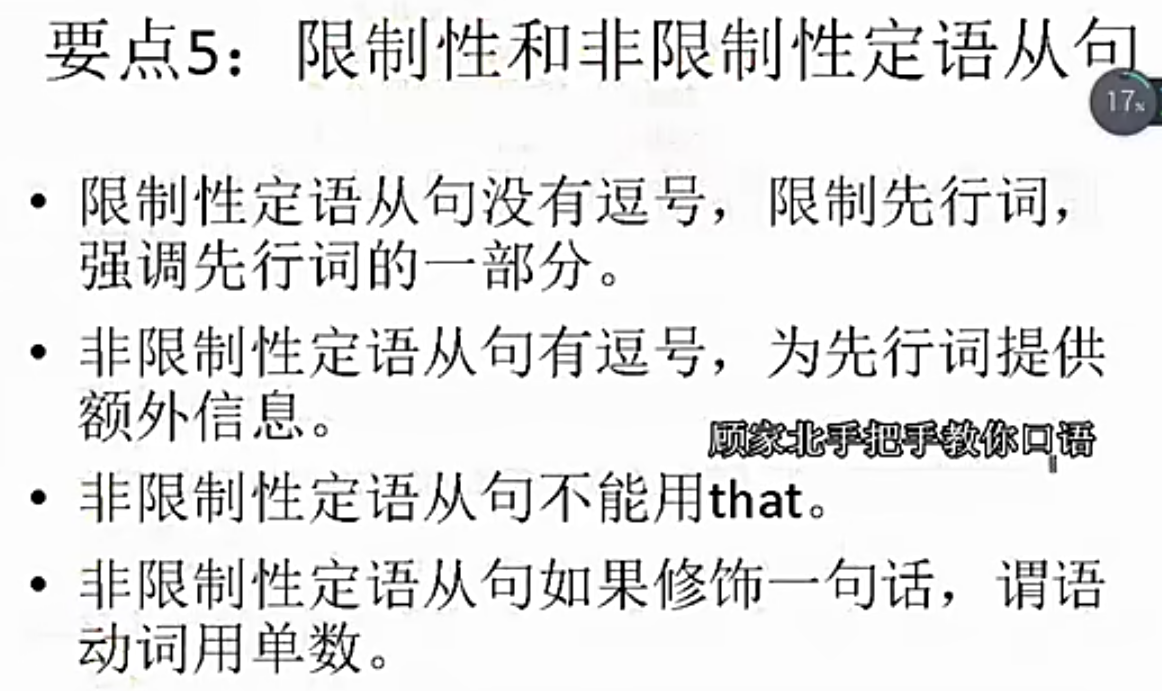 要点5：限制性和非限制性定语从句
17%
• 限制性定语从句没有逗号，限制先行词，
强调先行词的一部分。
• 非限制性定语从句有逗号，为先行词提供
额外信息。
顾家北手把手教你口语
• 非限制性定语从句不能用that。
• 非限制性定语从句如果修饰一句话，谓语
动词用单数。